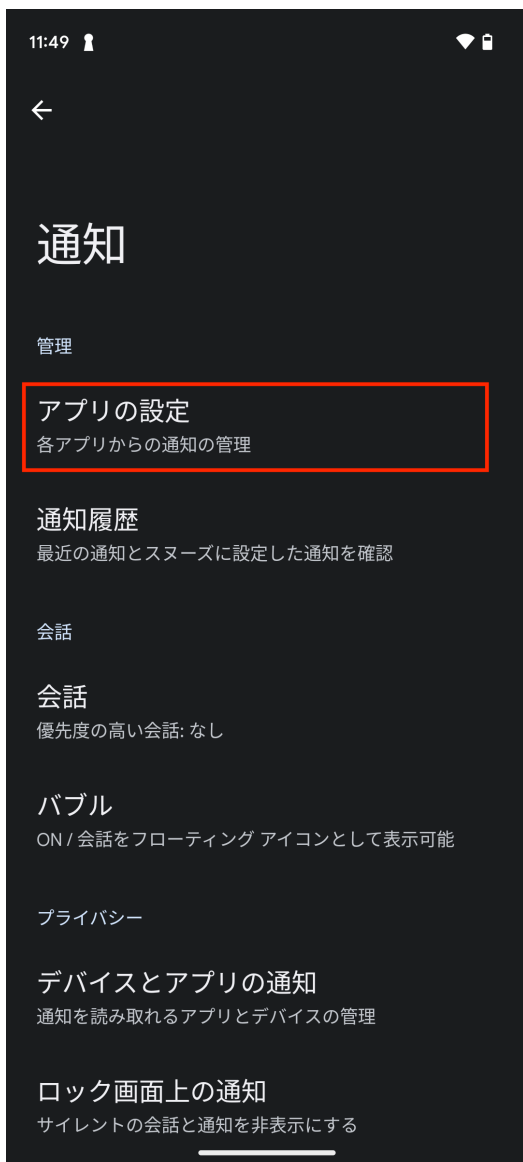 11:49
通知
管理
アプリの設定
各アプリからの通知の管理
通知履歴
最近の通知とスヌーズに設定した通知を確認
会話
会話
優先度の高い会話: なし
バブル
ON / 会話をフローティング アイコンとして表示可能
プライバシー
デバイスとアプリの通知
通知を読み取れるアプリとデバイスの管理
ロック画面上の通知
サイレントの会話と通知を非表示にする